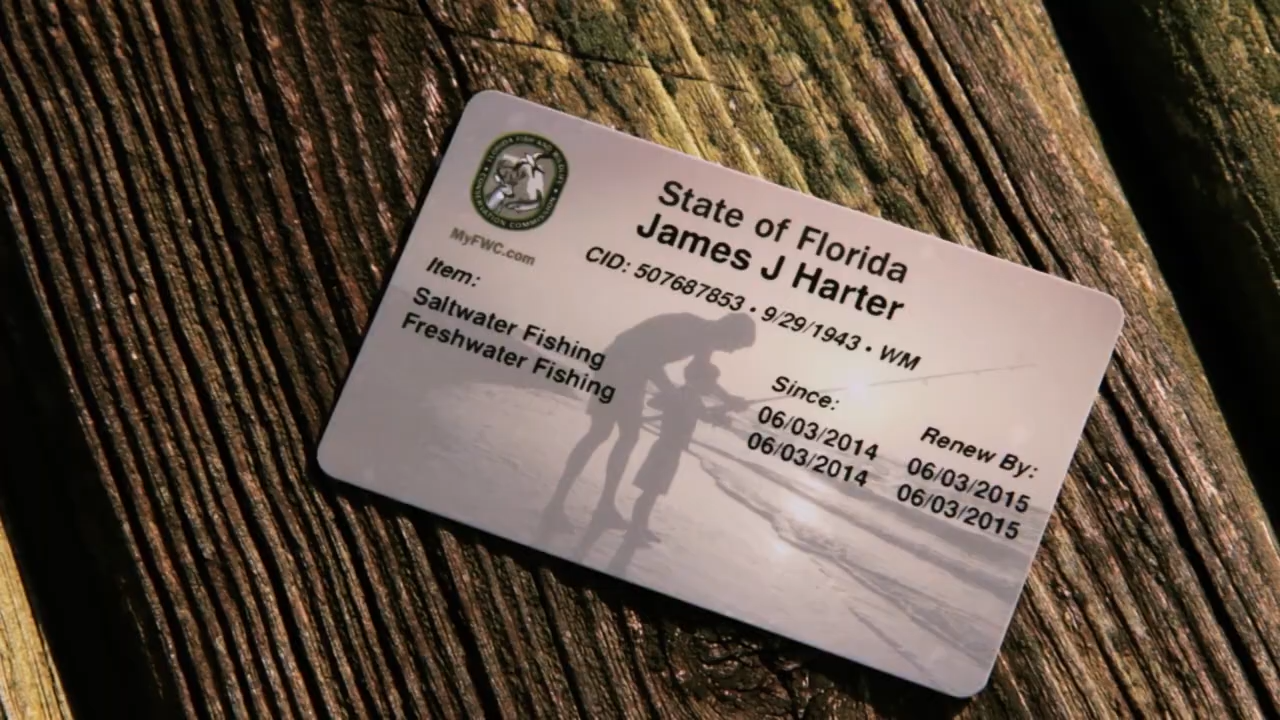 State of Florida
James J Harter
CID: 507687853 • 9/29/1943 • WM
MyFWC.com
Item:
Saltwater Fishing
Freshwater Fishing
Since:
06/03/2014
06/03/2014
Renew By:
06/03/2015
06/03/2015